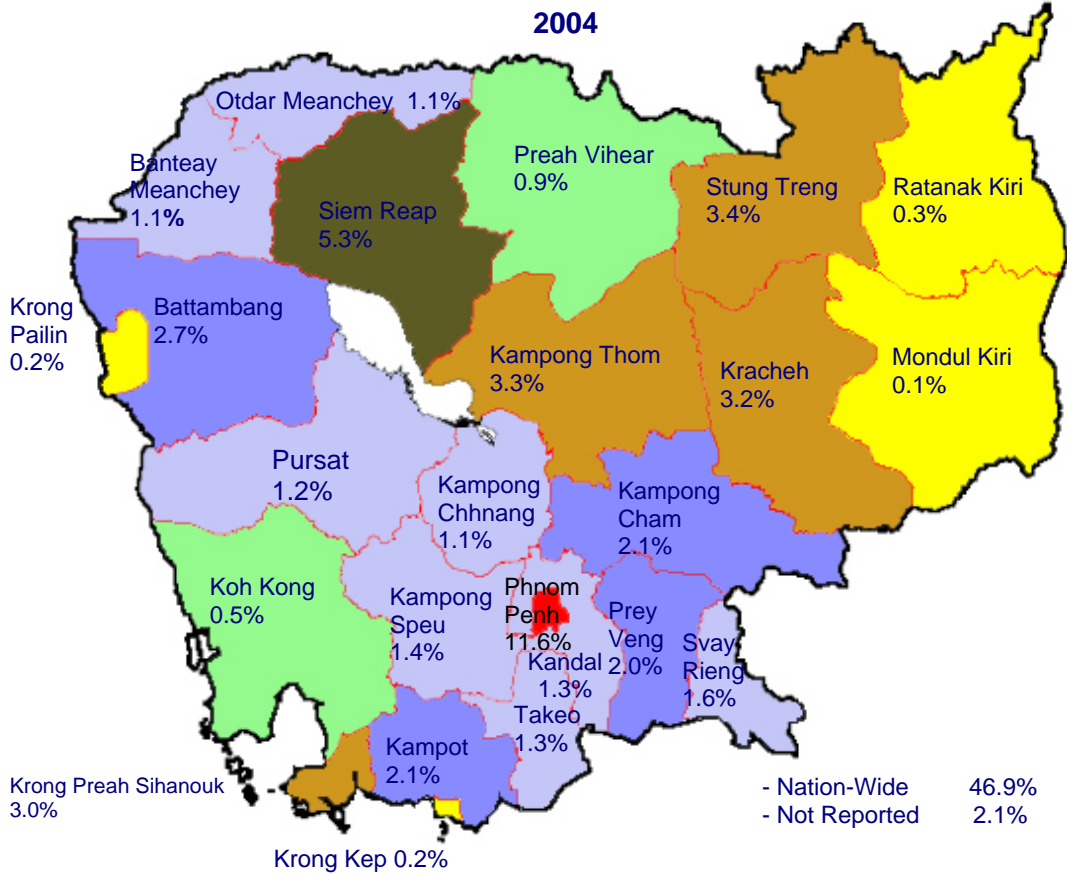 2004
Otdar Meanchey 1.1%
Banteay
Meanchey
1.1%
Preah Vihear
0.9%
Stung Treng
3.4%
Ratanak Kiri
0.3%
Siem Reap
5.3%
Krong
Pailin
0.2%
Battambang
2.7%
Kampong Thom
3.3%
Kracheh
3.2%
Mondul Kiri
0.1%
Pursat
1.2%
Kampong
Chhnang
1.1%
Kampong
Cham
2.1%
Koh Kong
0.5%
Kampong
Speu
1.4%
Phnom
Penh
11.6%
Prey
Veng
2.0%
Svay
Rieng
1.6%
Kandal
1.3%
Takeo
1.3%
Kampot
2.1%
Krong Preah Sihanouk
3.0%
Krong Kep 0.2%
- Nation-Wide 46.9%
- Not Reported 2.1%